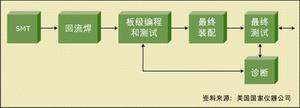 SMT
回流焊
板级编程
和测试
最终
装配
最终
测试
诊断
资料来源：美国国家仪器公司